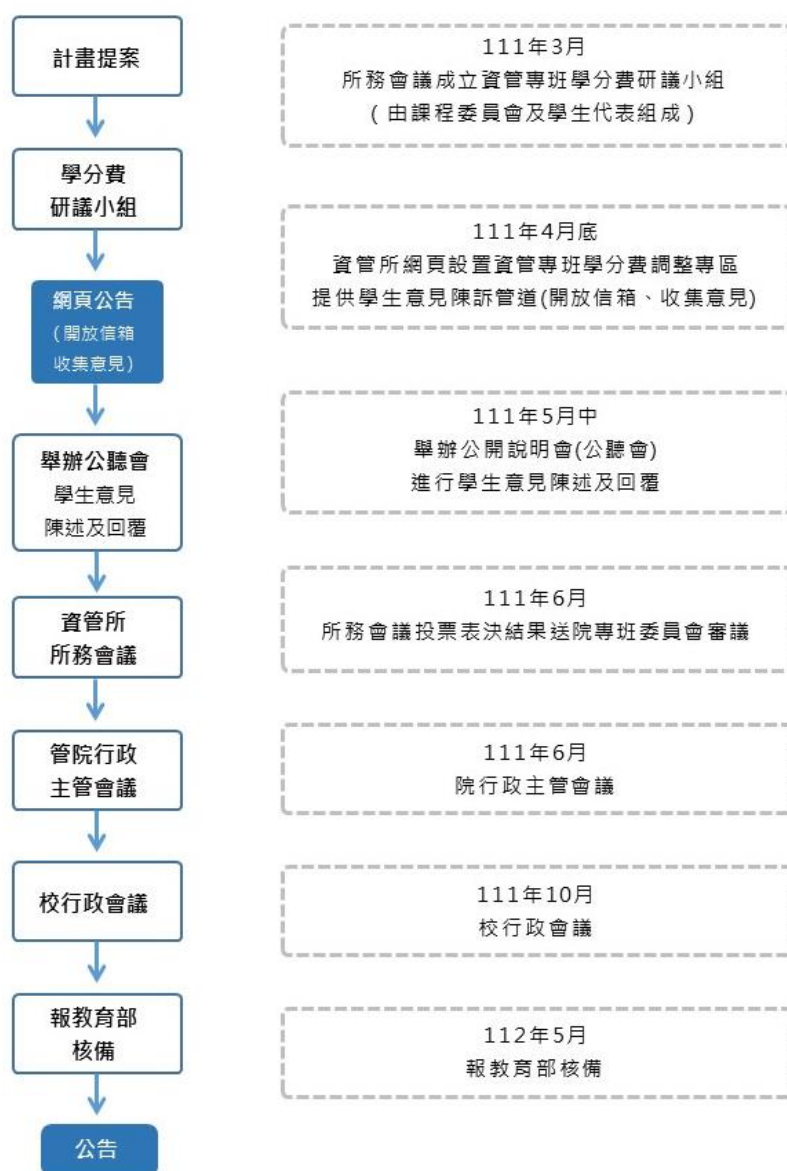 計畫提案
111年3月
所務會議成立資管專班學分費研議小組
(由課程委員會及學生代表組成)
學分費
研議小組
111年4月底
資管所網頁設置資管專班學分費調整專區
提供學生意見陳訴管道(開放信箱、收集意見)
網頁公告
(開放信箱
收集意見)
111年5月中
舉辦公開說明會(公聽會)
進行學生意見陳述及回覆
舉辦公聽會
學生意見
陳述及回覆
111年6月
所務會議投票表決結果送院專班委員會審議
資管所
所務會議
111年6月
院行政主管會議
管院行政
主管會議
111年10月
校行政會議
校行政會議
112年5月
報教育部核備
報教育部
核備
公告